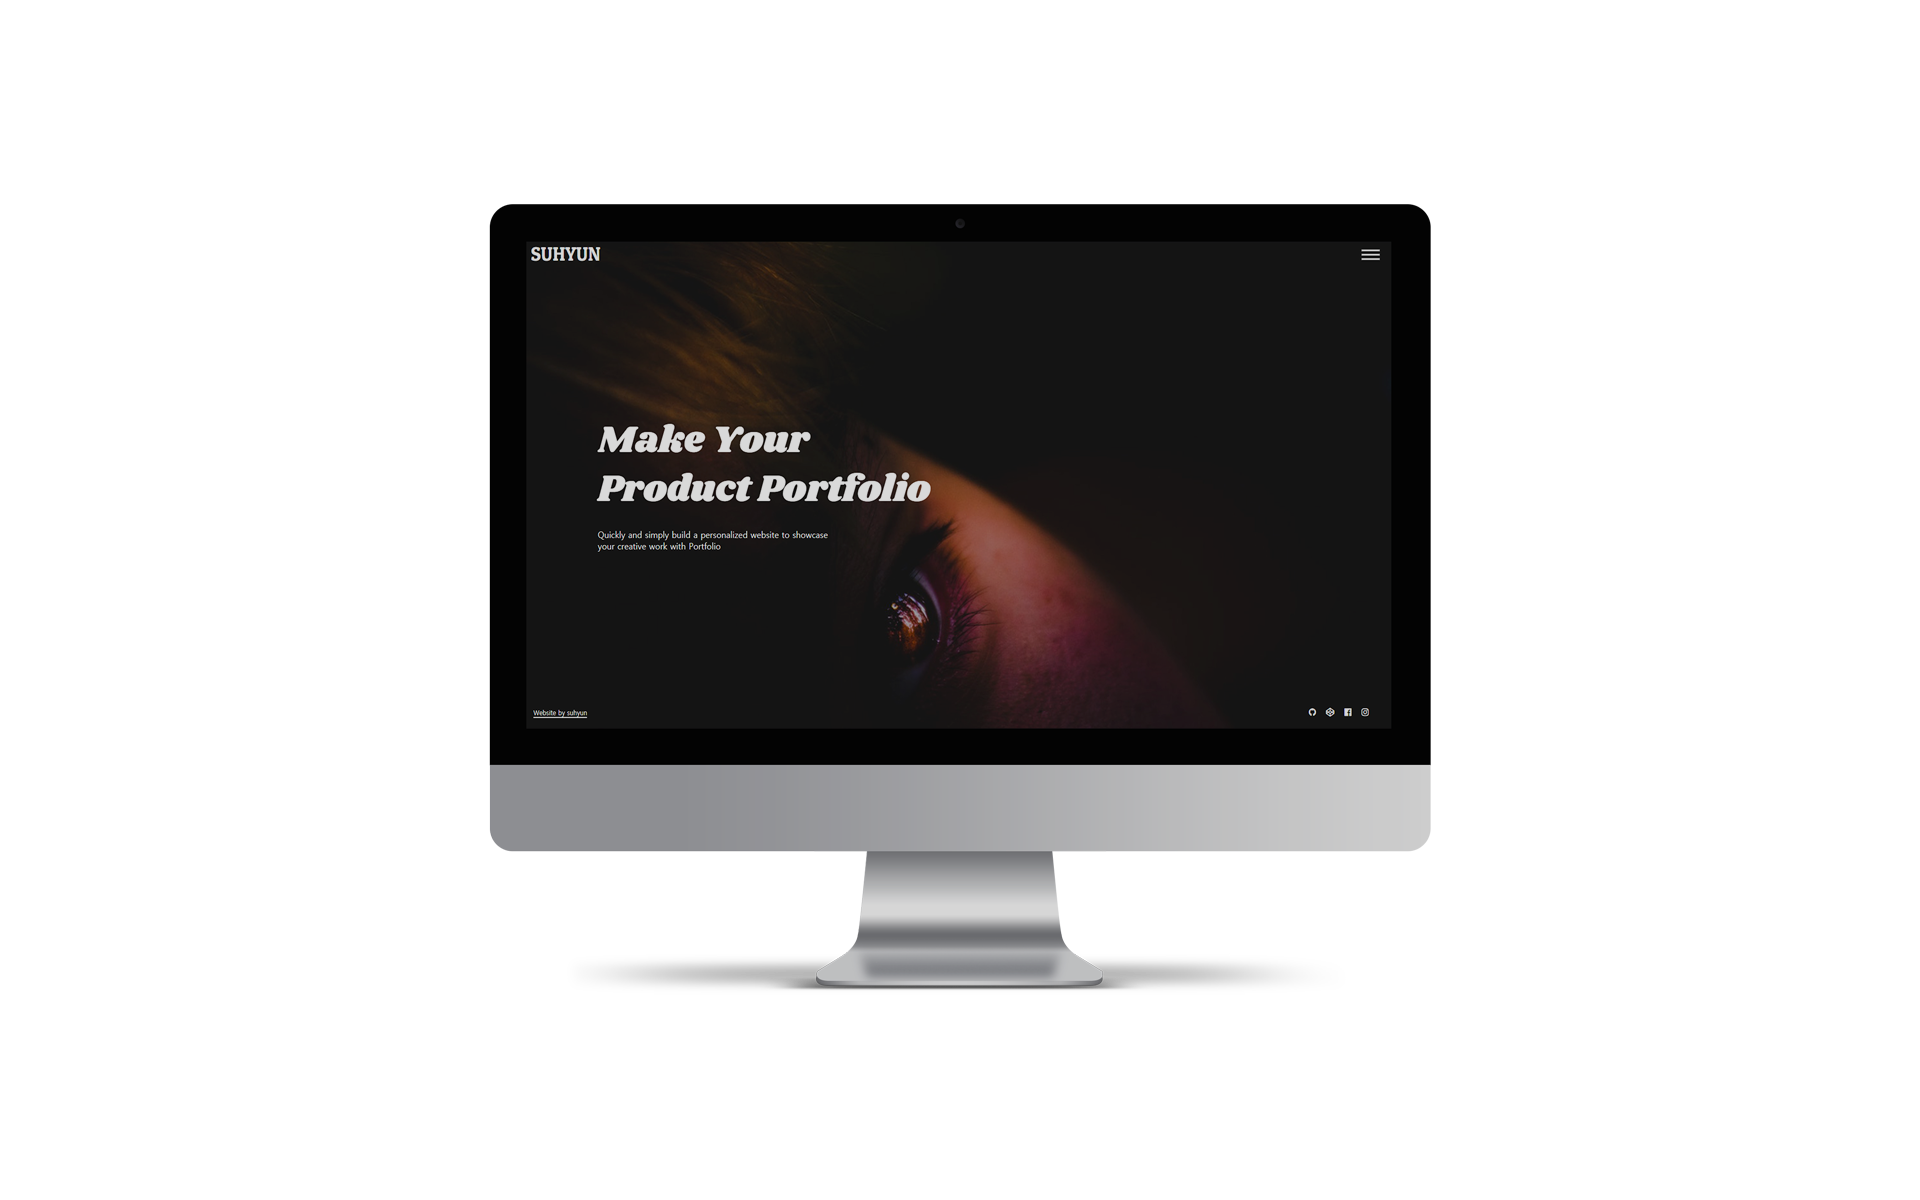 SUHYUN
Make Your
Product Portfolio
Quickly and simply build a personalized website to showcase
your creative work with Portfolio
Website by suhyun